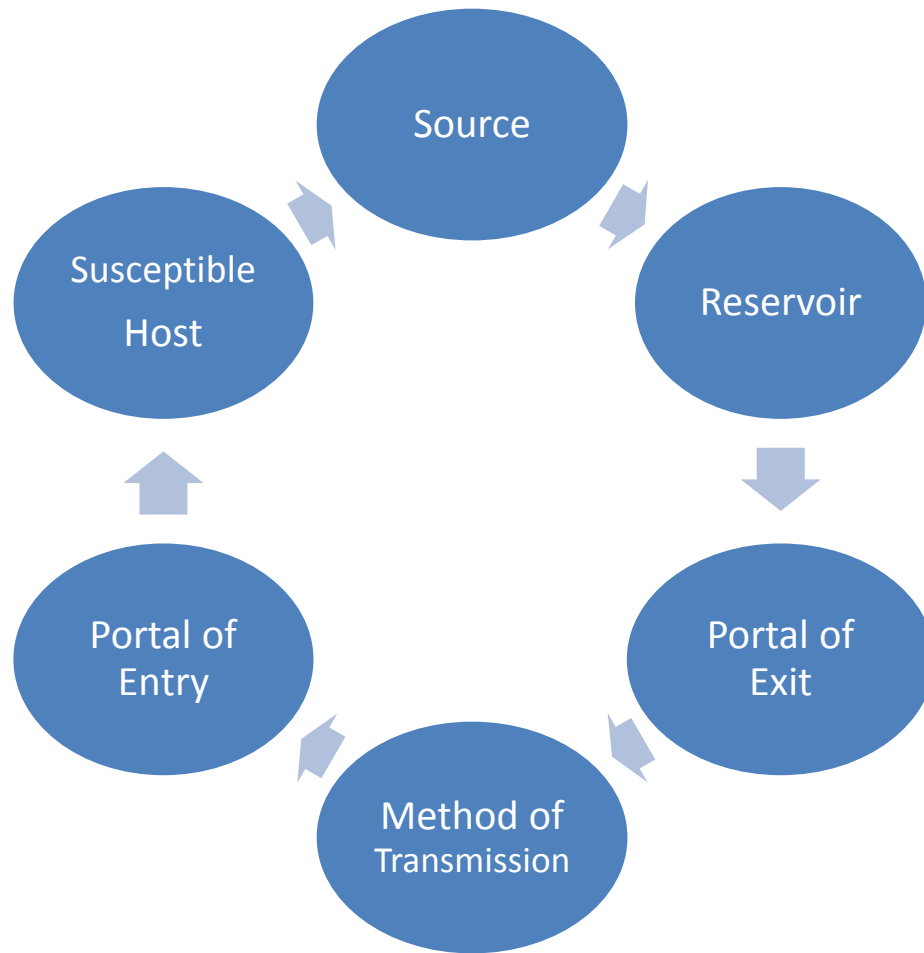 Source
Reservoir
Portal of
Exit
Method of
Transmission
Portal of
Entry
Susceptible
Host